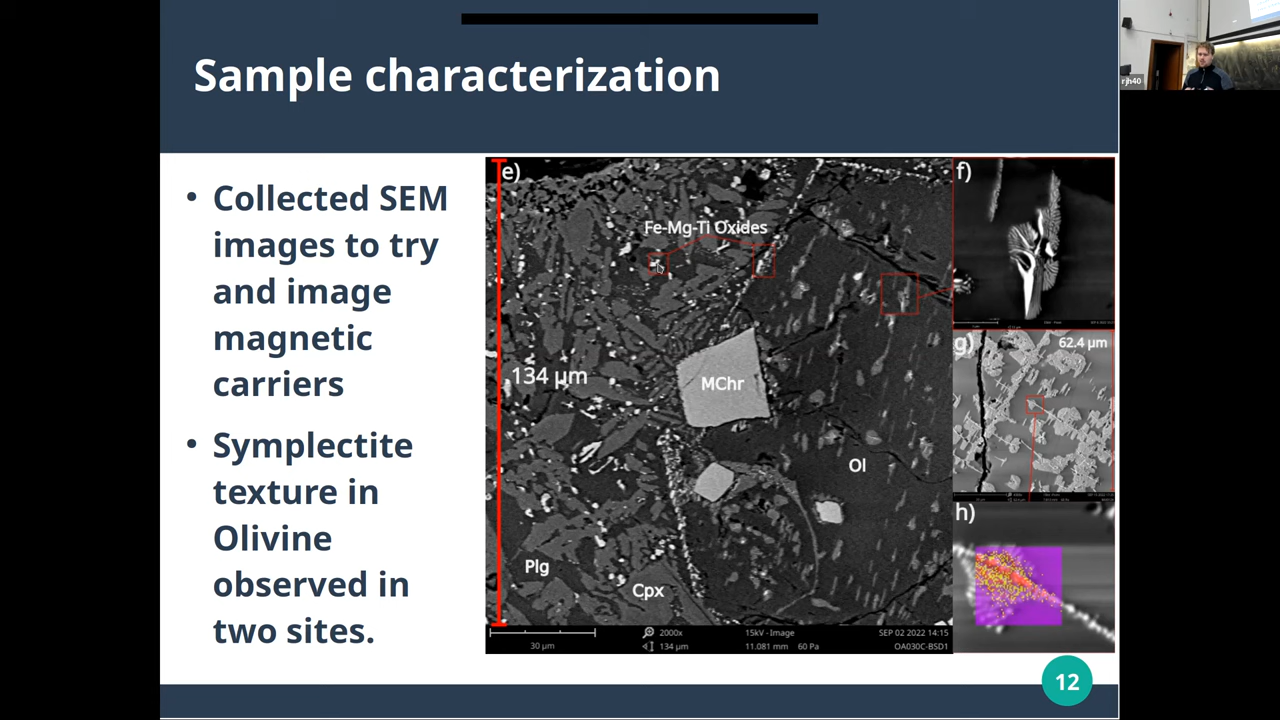 Sample characterization
• Collected SEM
images to try
and image
magnetic
carriers
• Symplectite
texture in
Olivine
observed in
two sites.
e)
Fe-Mg-Ti Oxides
134 µm
MChr
Ol
Plg
Cpx
30 µm
2000x
134 µm
15kV - Image
11.081 mm 60 Pa
SEP 02 2022 14:15
OA030C-BSD1
f)
g)
62.4 µm
h)
12
rjh40